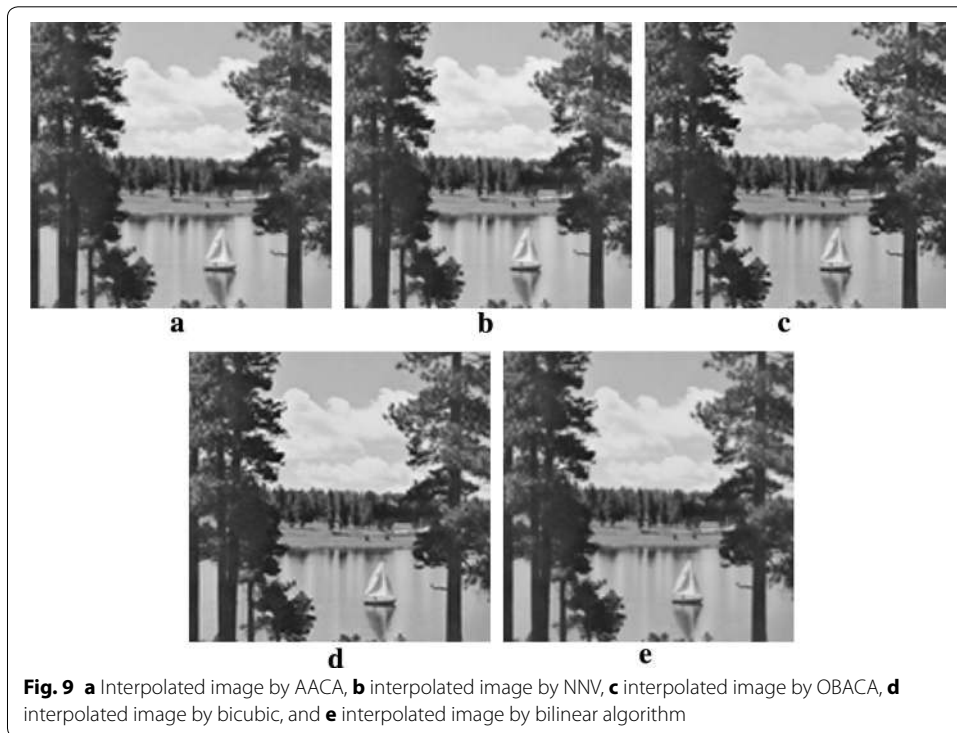 a
b
c
d
e
Fig. 9 a Interpolated image by AACA, b interpolated image by NNV, c interpolated image by OBACA, d
interpolated image by bicubic, and e interpolated image by bilinear algorithm